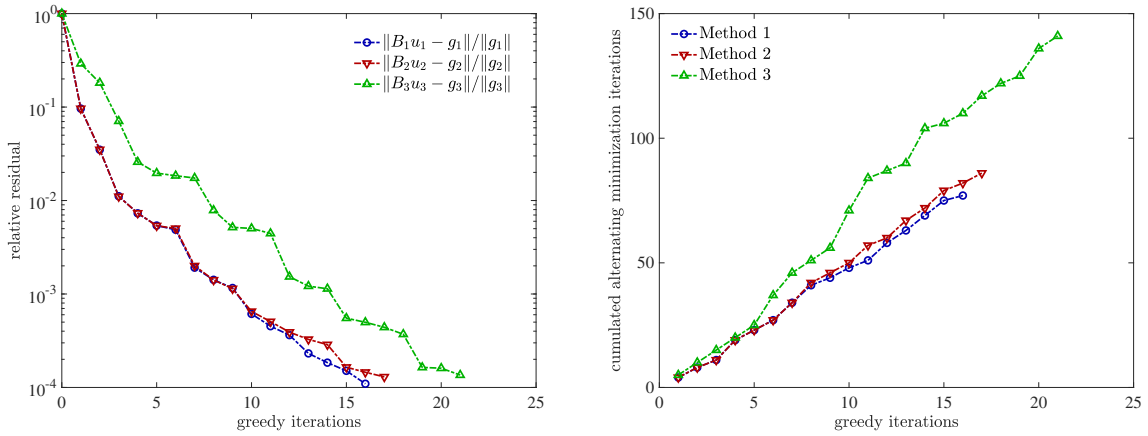 10^0
10^-1
10^-2
10^-3
10^-4
0
5
10
15
20
25
relative residual
greedy iterations
‖B₁u₁ − g₁‖/‖g₁‖
‖B₂u₂ − g₂‖/‖g₂‖
‖B₃u₃ − g₃‖/‖g₃‖
150
100
50
0
0
5
10
15
20
25
cumulated alternating minimization iterations
greedy iterations
Method 1
Method 2
Method 3